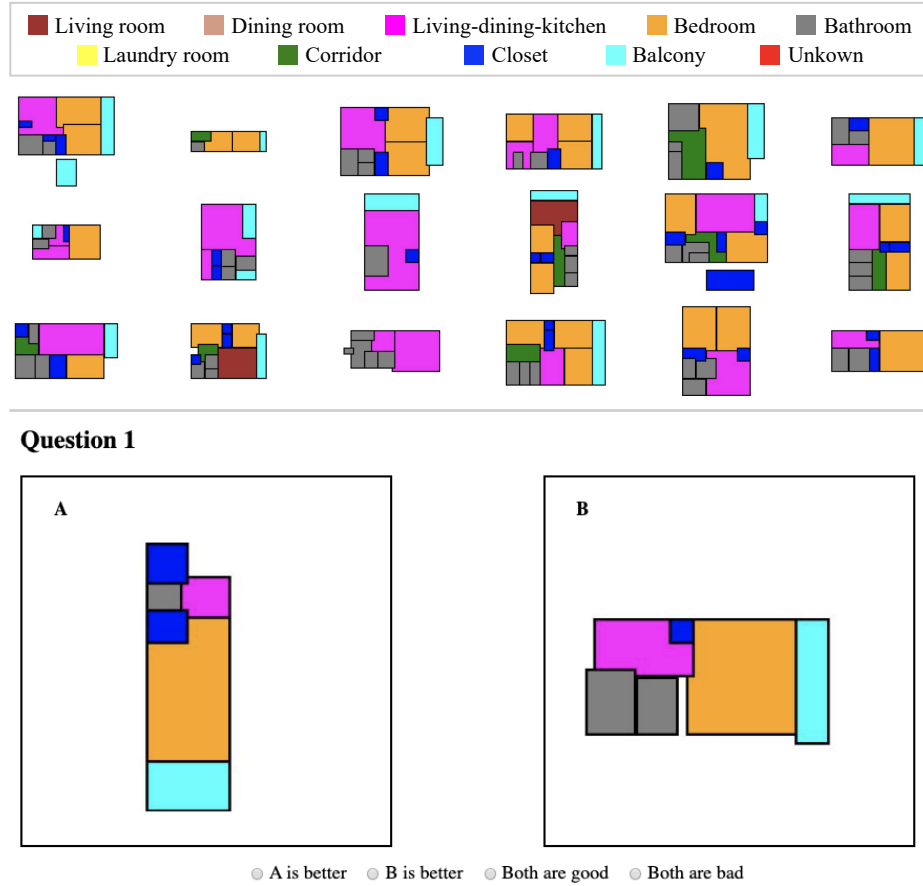 Living room Dining room Living-dining-kitchen Bedroom Bathroom
Laundry room Corridor Closet Balcony Unkown
Question 1
A B
A is better B is better Both are good Both are bad